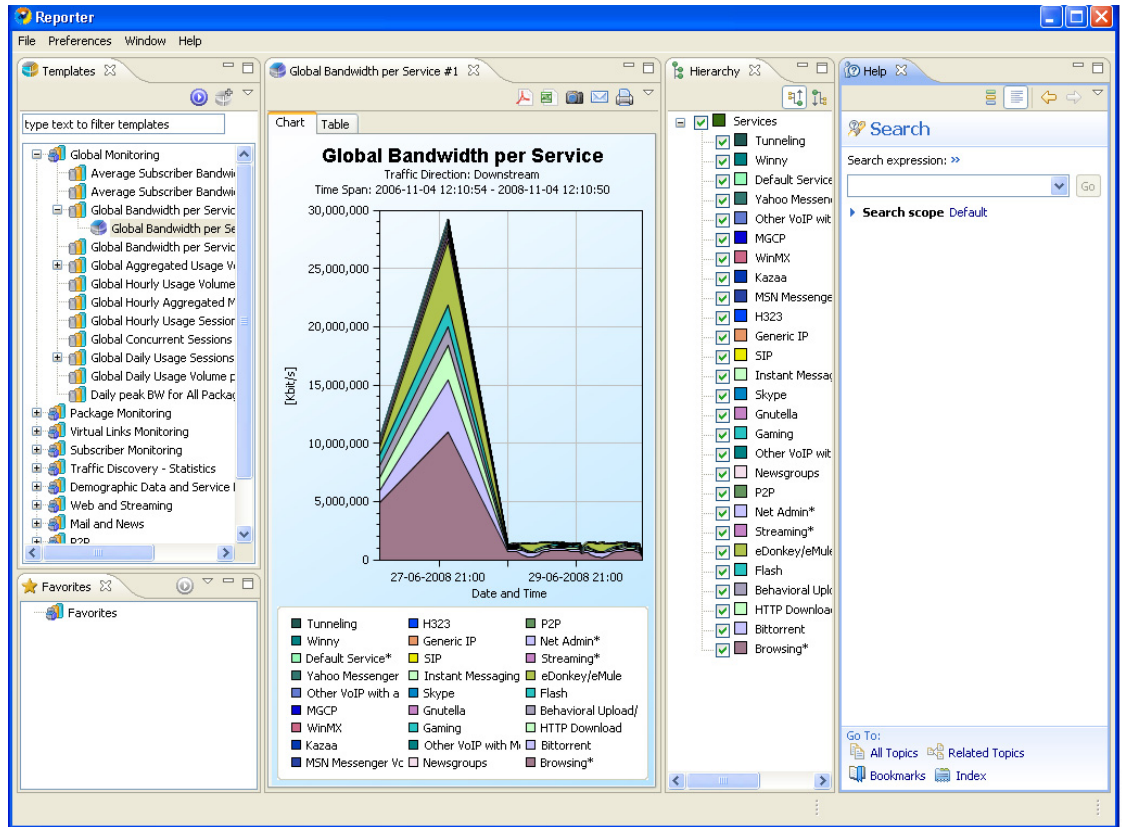 Reporter
File Preferences Window Help
Templates
type text to filter templates
Global Monitoring
Average Subscriber Bandwi
Average Subscriber Bandwi
Global Bandwidth per Servic
Global Bandwidth per Se
Global Bandwidth per Servic
Global Aggregated Usage V
Global Hourly Usage Volume
Global Hourly Aggregated M
Global Hourly Usage Session
Global Concurrent Sessions
Global Daily Usage Sessions
Global Daily Usage Volume p
Daily peak BW for All Packag
Package Monitoring
Virtual Links Monitoring
Subscriber Monitoring
Traffic Discovery - Statistics
Demographic Data and Service I
Web and Streaming
Mail and News
P2P
Favorites
Favorites
Global Bandwidth per Service #1
Chart Table
Global Bandwidth per Service
Traffic Direction: Downstream
Time Span: 2006-11-04 12:10:54 - 2008-11-04 12:10:50
30,000,000
25,000,000
20,000,000
15,000,000
10,000,000
5,000,000
0
[Kbit/s]
27-06-2008 21:00 29-06-2008 21:00
Date and Time
Tunneling H323 P2P
Winny Generic IP Net Admin*
Default Service* SIP Streaming*
Yahoo Messenger Instant Messaging eDonkey/eMule
Other VoIP with a Skype Flash
MGCP Gnutella Behavioral Upload/
WinMX Gaming HTTP Download
Kazaa Other VoIP with M Bittorrent
MSN Messenger Vc Newsgroups Browsing*
Hierarchy
Services
Tunneling
Winny
Default Service
Yahoo Messen
Other VoIP wit
MGCP
WinMX
Kazaa
MSN Messenge
H323
Generic IP
SIP
Instant Messag
Skype
Gnutella
Gaming
Other VoIP wit
Newsgroups
P2P
Net Admin*
Streaming*
eDonkey/eMule
Flash
Behavioral Uplo
HTTP Downloa
Bittorrent
Browsing*
Help
Search
Search expression: »
Go
Search scope Default
Go To:
All Topics Related Topics
Bookmarks Index